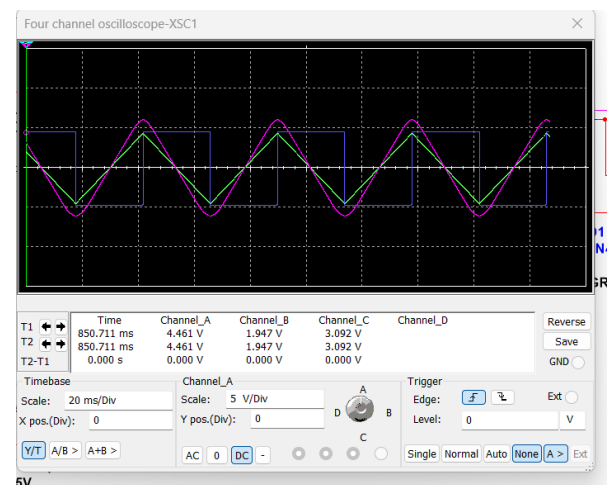 Four channel oscilloscope-XSC1
Time Channel_A Channel_B Channel_C Channel_D
T1 850.711 ms 4.461 V 1.947 V 3.092 V
T2 850.711 ms 4.461 V 1.947 V 3.092 V
T2-T1 0.000 s 0.000 V 0.000 V 0.000 V
Reverse
Save
GND
Timebase
Scale: 20 ms/Div
X pos.(Div): 0
Y/T A/B > A+B >
Channel_A
Scale: 5 V/Div
Y pos.(Div): 0
AC 0 DC -
A
D B
C
Trigger
Edge: Ext
Level: 0 V
Single Normal Auto None A > Ext
5V